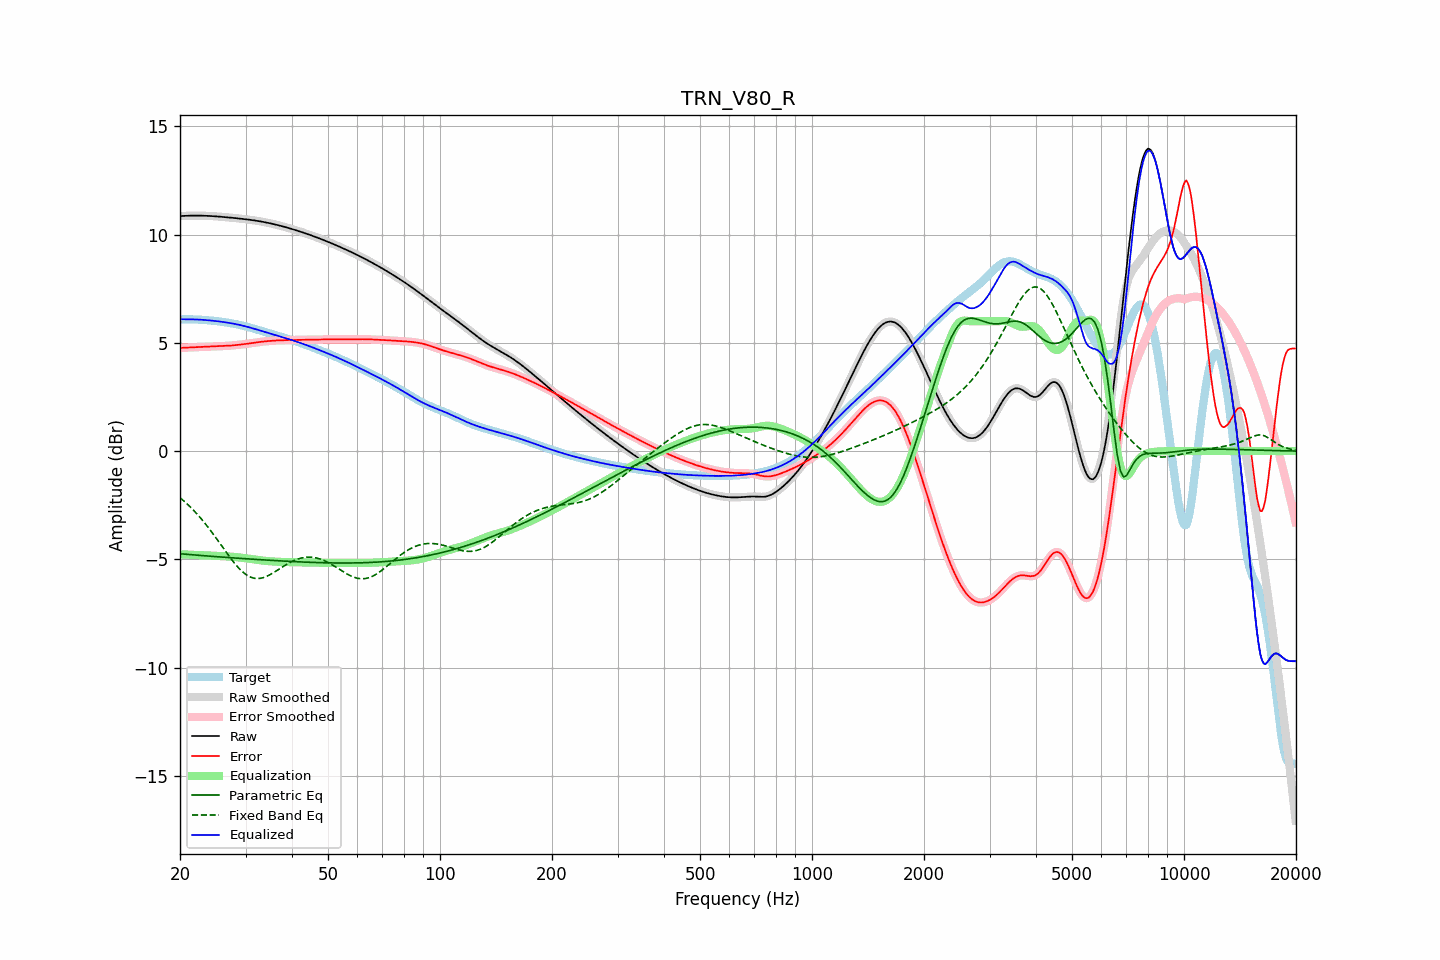 TRN_V80_R
Amplitude (dBr)
15
10
5
0
−5
−10
−15
Target
Raw Smoothed
Error Smoothed
Raw
Error
Equalization
Parametric Eq
Fixed Band Eq
Equalized
20 50 100 200 500 1000 2000 5000 10000 20000
Frequency (Hz)